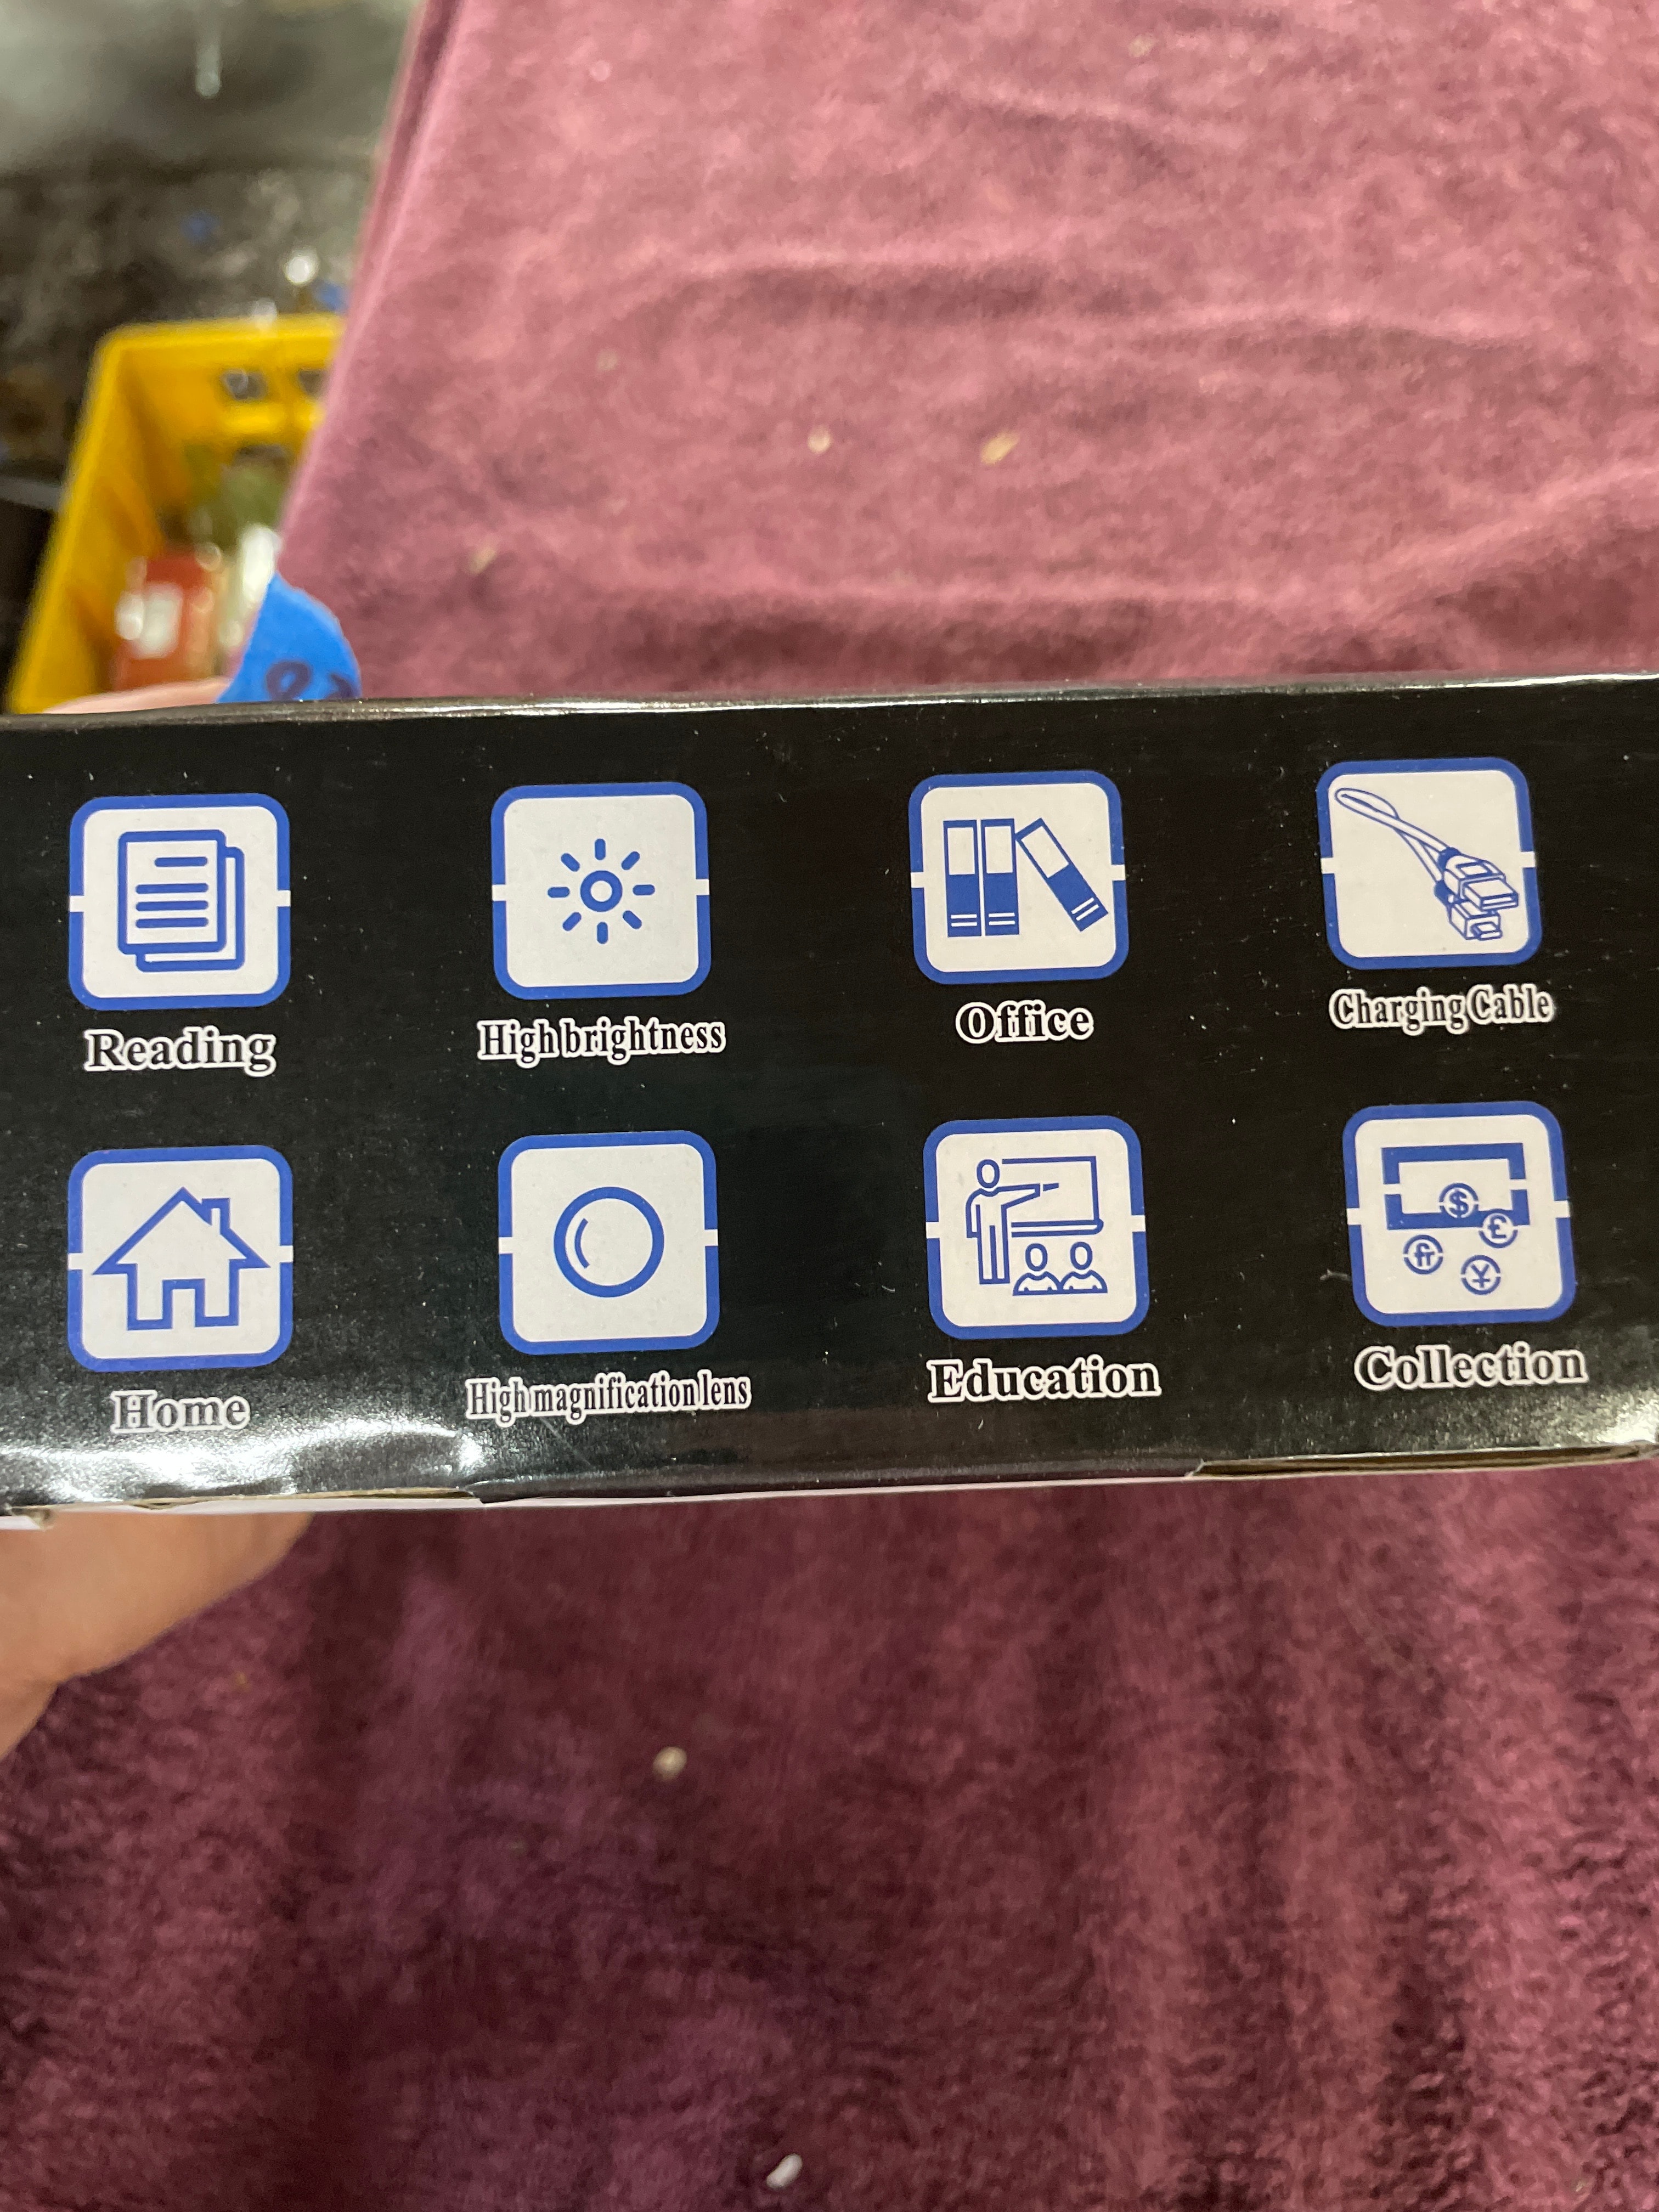 Reading
High brightness
Office
Charging Cable
$
£
¥
Home
High magnification lens
Education
Collection